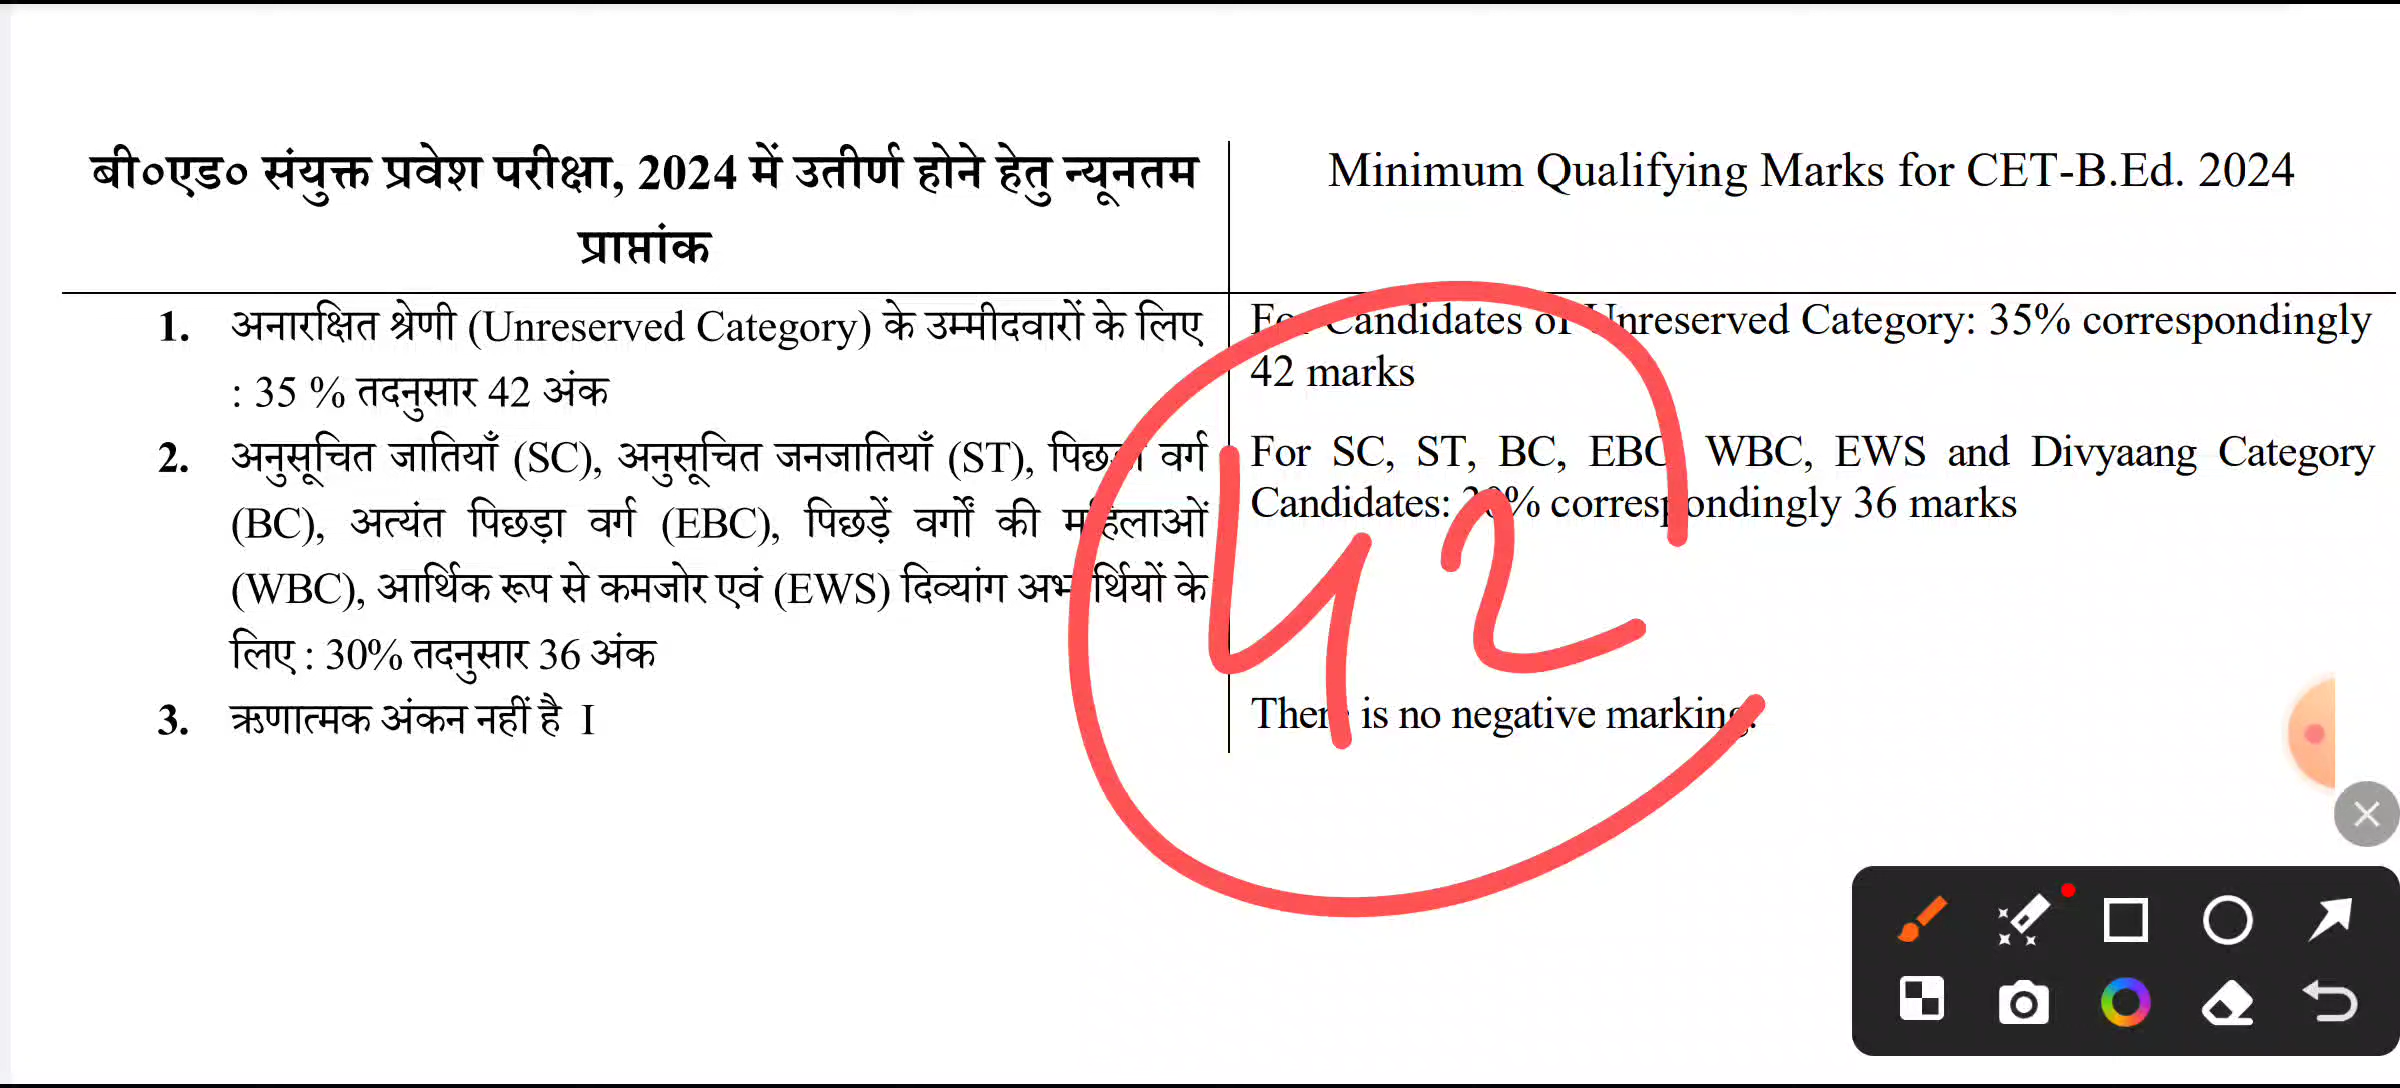 बी०एड० संयुक्त प्रवेश परीक्षा, 2024 में उतीर्ण होने हेतु न्यूनतम
प्राप्तांक
Minimum Qualifying Marks for CET-B.Ed. 2024
1. अनारक्षित श्रेणी (Unreserved Category) के उम्मीदवारों के लिए
: 35 % तदनुसार 42 अंक
For Candidates of Unreserved Category: 35% correspondingly
42 marks
2. अनुसूचित जातियाँ (SC), अनुसूचित जनजातियाँ (ST), पिछड़ा वर्ग
(BC), अत्यंत पिछड़ा वर्ग (EBC), पिछड़ें वर्गों की महिलाओं
(WBC), आर्थिक रूप से कमजोर एवं (EWS) दिव्यांग अभ्यर्थियों के
लिए : 30% तदनुसार 36 अंक
For SC, ST, BC, EBC, WBC, EWS and Divyaang Category
Candidates: 30% correspondingly 36 marks
3. ऋणात्मक अंकन नहीं है I
There is no negative marking.
42